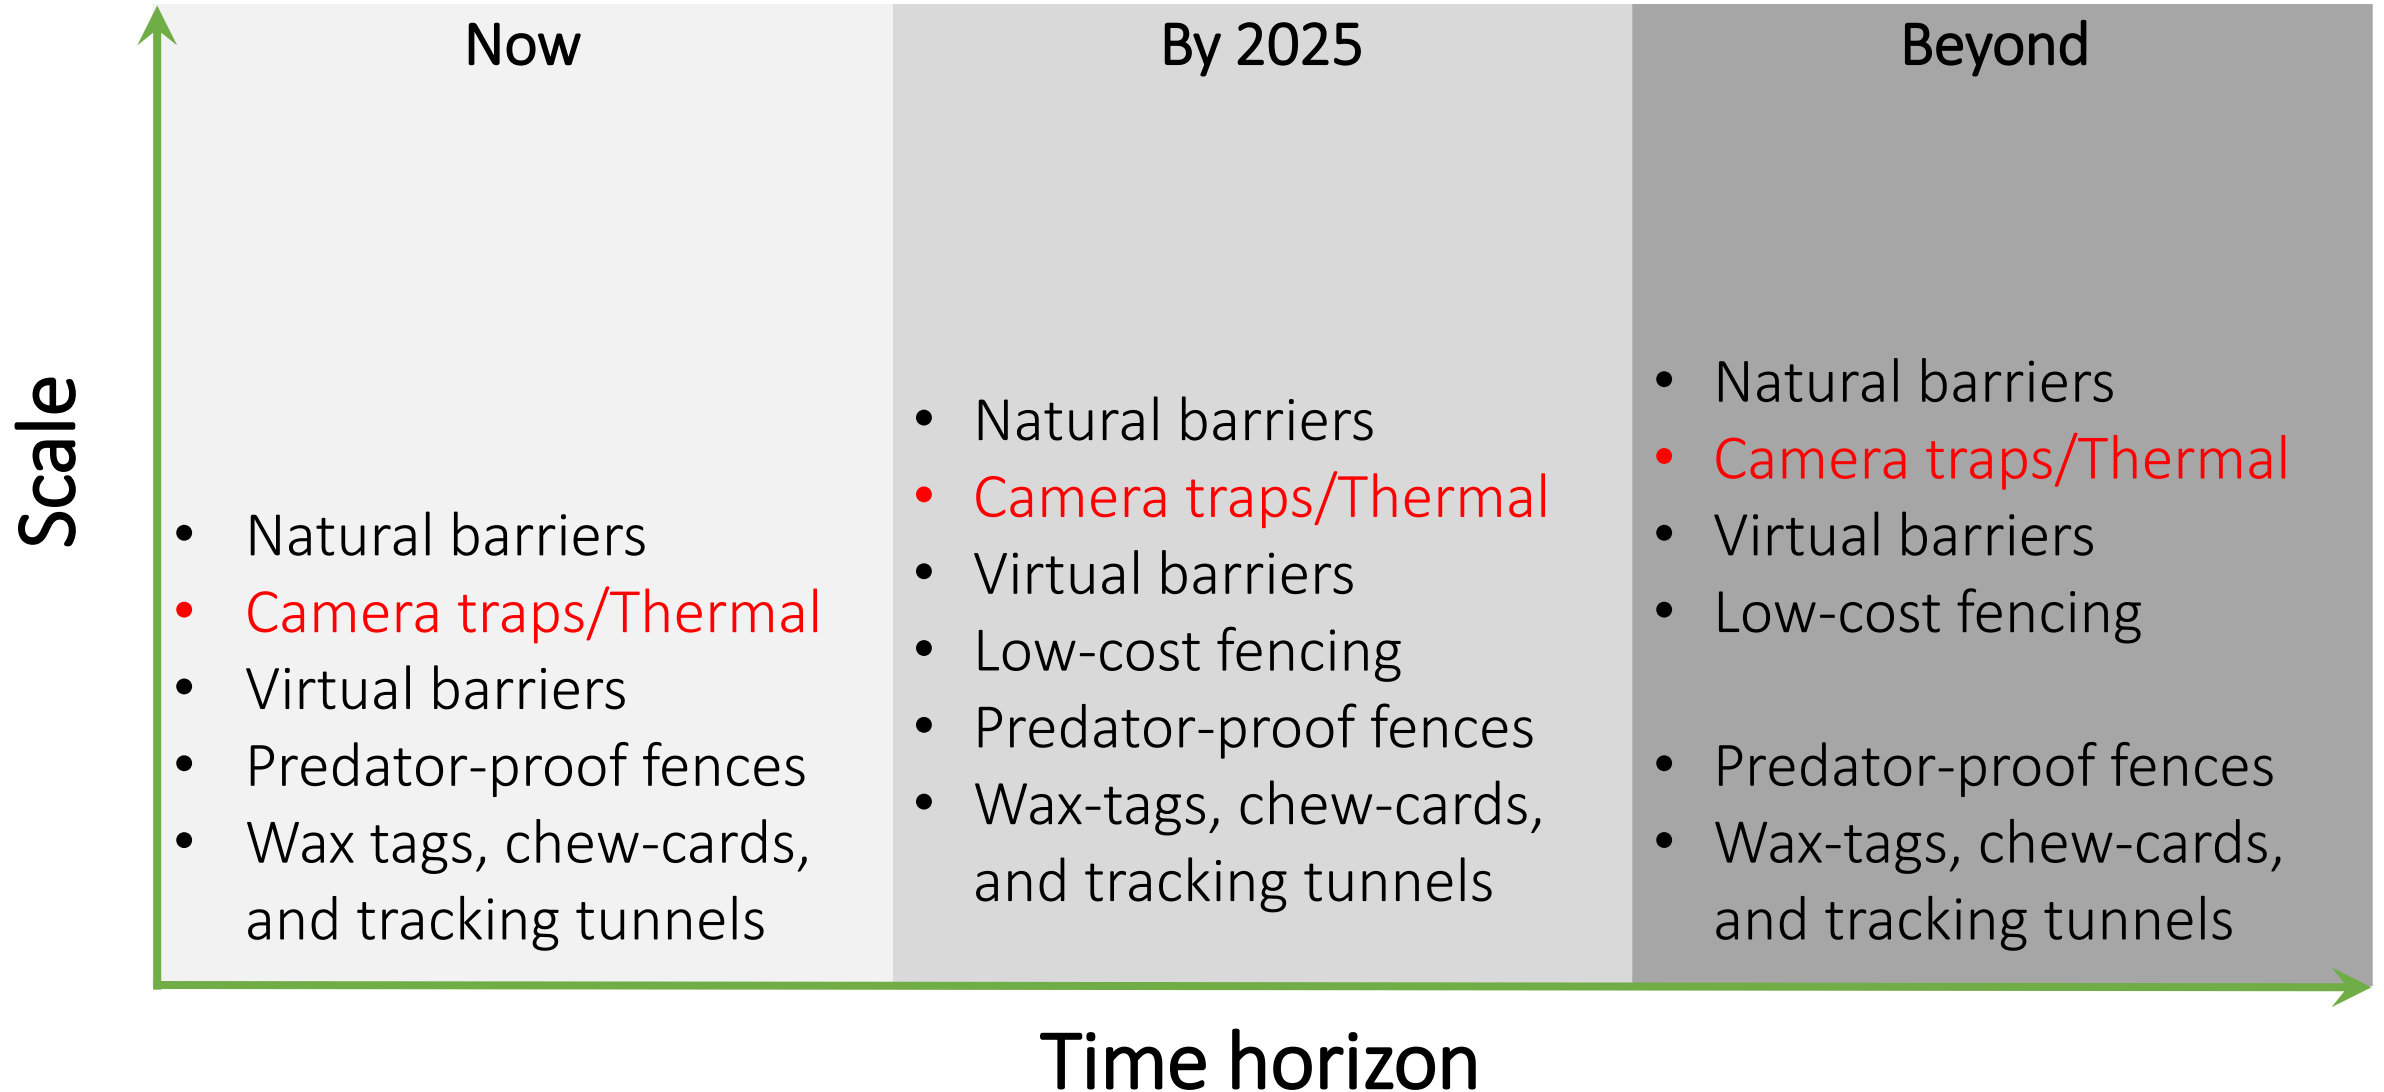 Now
By 2025
Beyond
Scale
• Natural barriers
• Camera traps/Thermal
• Virtual barriers
• Predator-proof fences
• Wax tags, chew-cards,
and tracking tunnels
• Natural barriers
• Camera traps/Thermal
• Virtual barriers
• Low-cost fencing
• Predator-proof fences
• Wax-tags, chew-cards,
and tracking tunnels
• Natural barriers
• Camera traps/Thermal
• Virtual barriers
• Low-cost fencing
• Predator-proof fences
• Wax-tags, chew-cards,
and tracking tunnels
Time horizon